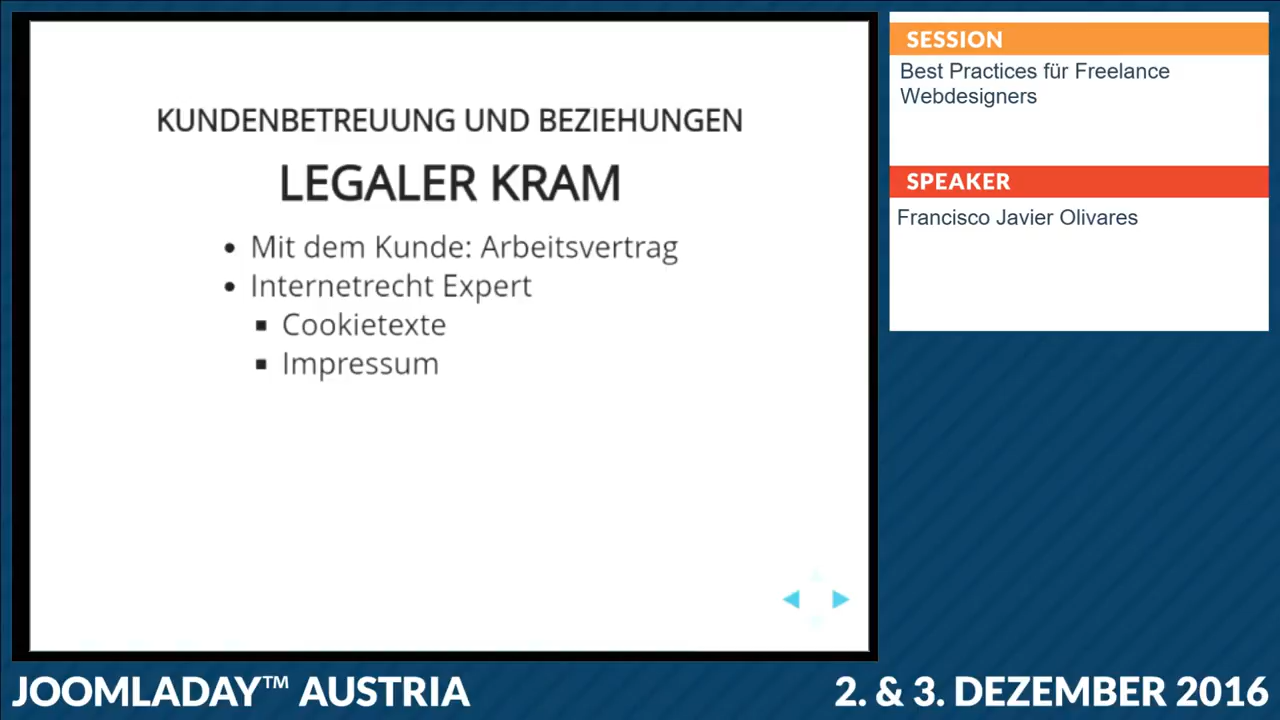 KUNDENBETREUUNG UND BEZIEHUNGEN
LEGALER KRAM
• Mit dem Kunde: Arbeitsvertrag
• Internetrecht Expert
▪ Cookietexte
▪ Impressum
SESSION
Best Practices für Freelance
Webdesigners
SPEAKER
Francisco Javier Olivares
JOOMLADAY™ AUSTRIA
2. & 3. DEZEMBER 2016